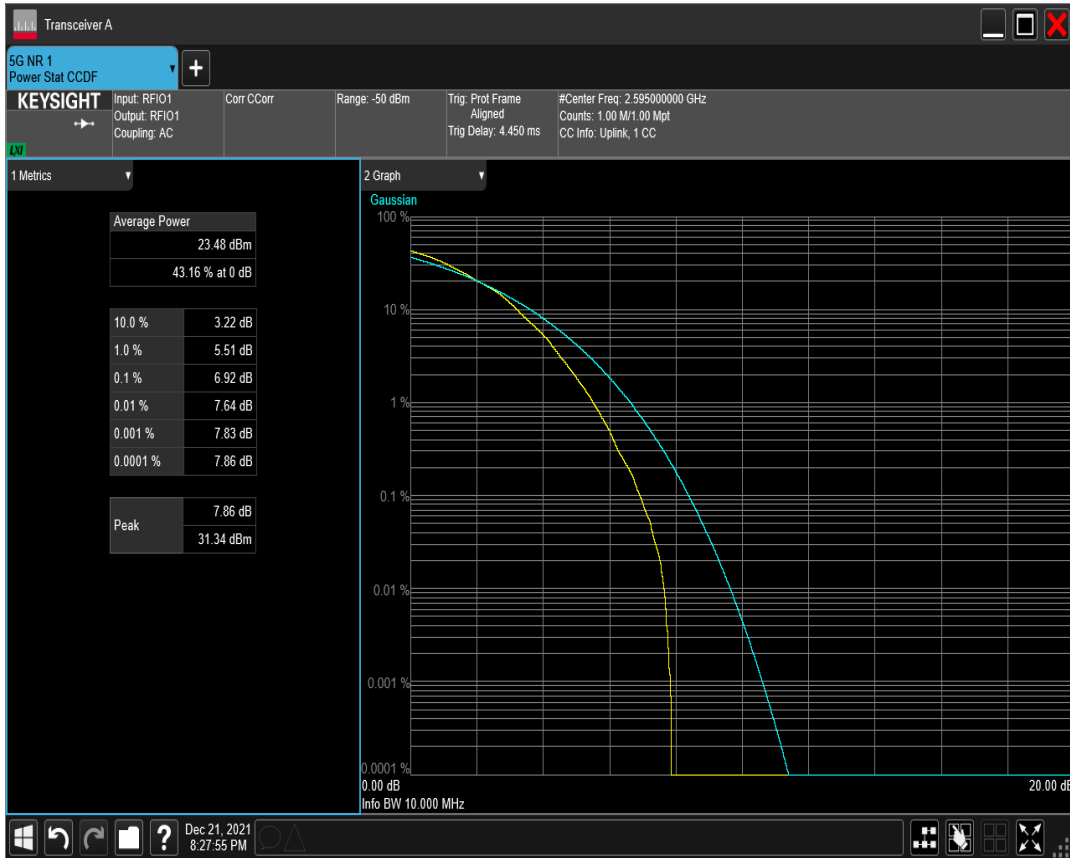 Transceiver A
5G NR 1
Power Stat CCDF
+
KEYSIGHT
LXI
Input: RFIO1
Output: RFIO1
Coupling: AC
Corr CCorr
Range: -50 dBm
Trig: Prot Frame
Aligned
Trig Delay: 4.450 ms
#Center Freq: 2.595000000 GHz
Counts: 1.00 M/1.00 Mpt
CC Info: Uplink, 1 CC
1 Metrics
Average Power
23.48 dBm
43.16 % at 0 dB
10.0 % 3.22 dB
1.0 % 5.51 dB
0.1 % 6.92 dB
0.01 % 7.64 dB
0.001 % 7.83 dB
0.0001 % 7.86 dB
Peak 7.86 dB
31.34 dBm
2 Graph
Gaussian
100 %
10 %
1 %
0.1 %
0.01 %
0.001 %
0.0001 %
0.00 dB 20.00 dB
Info BW 10.000 MHz
?
Dec 21, 2021
8:27:55 PM